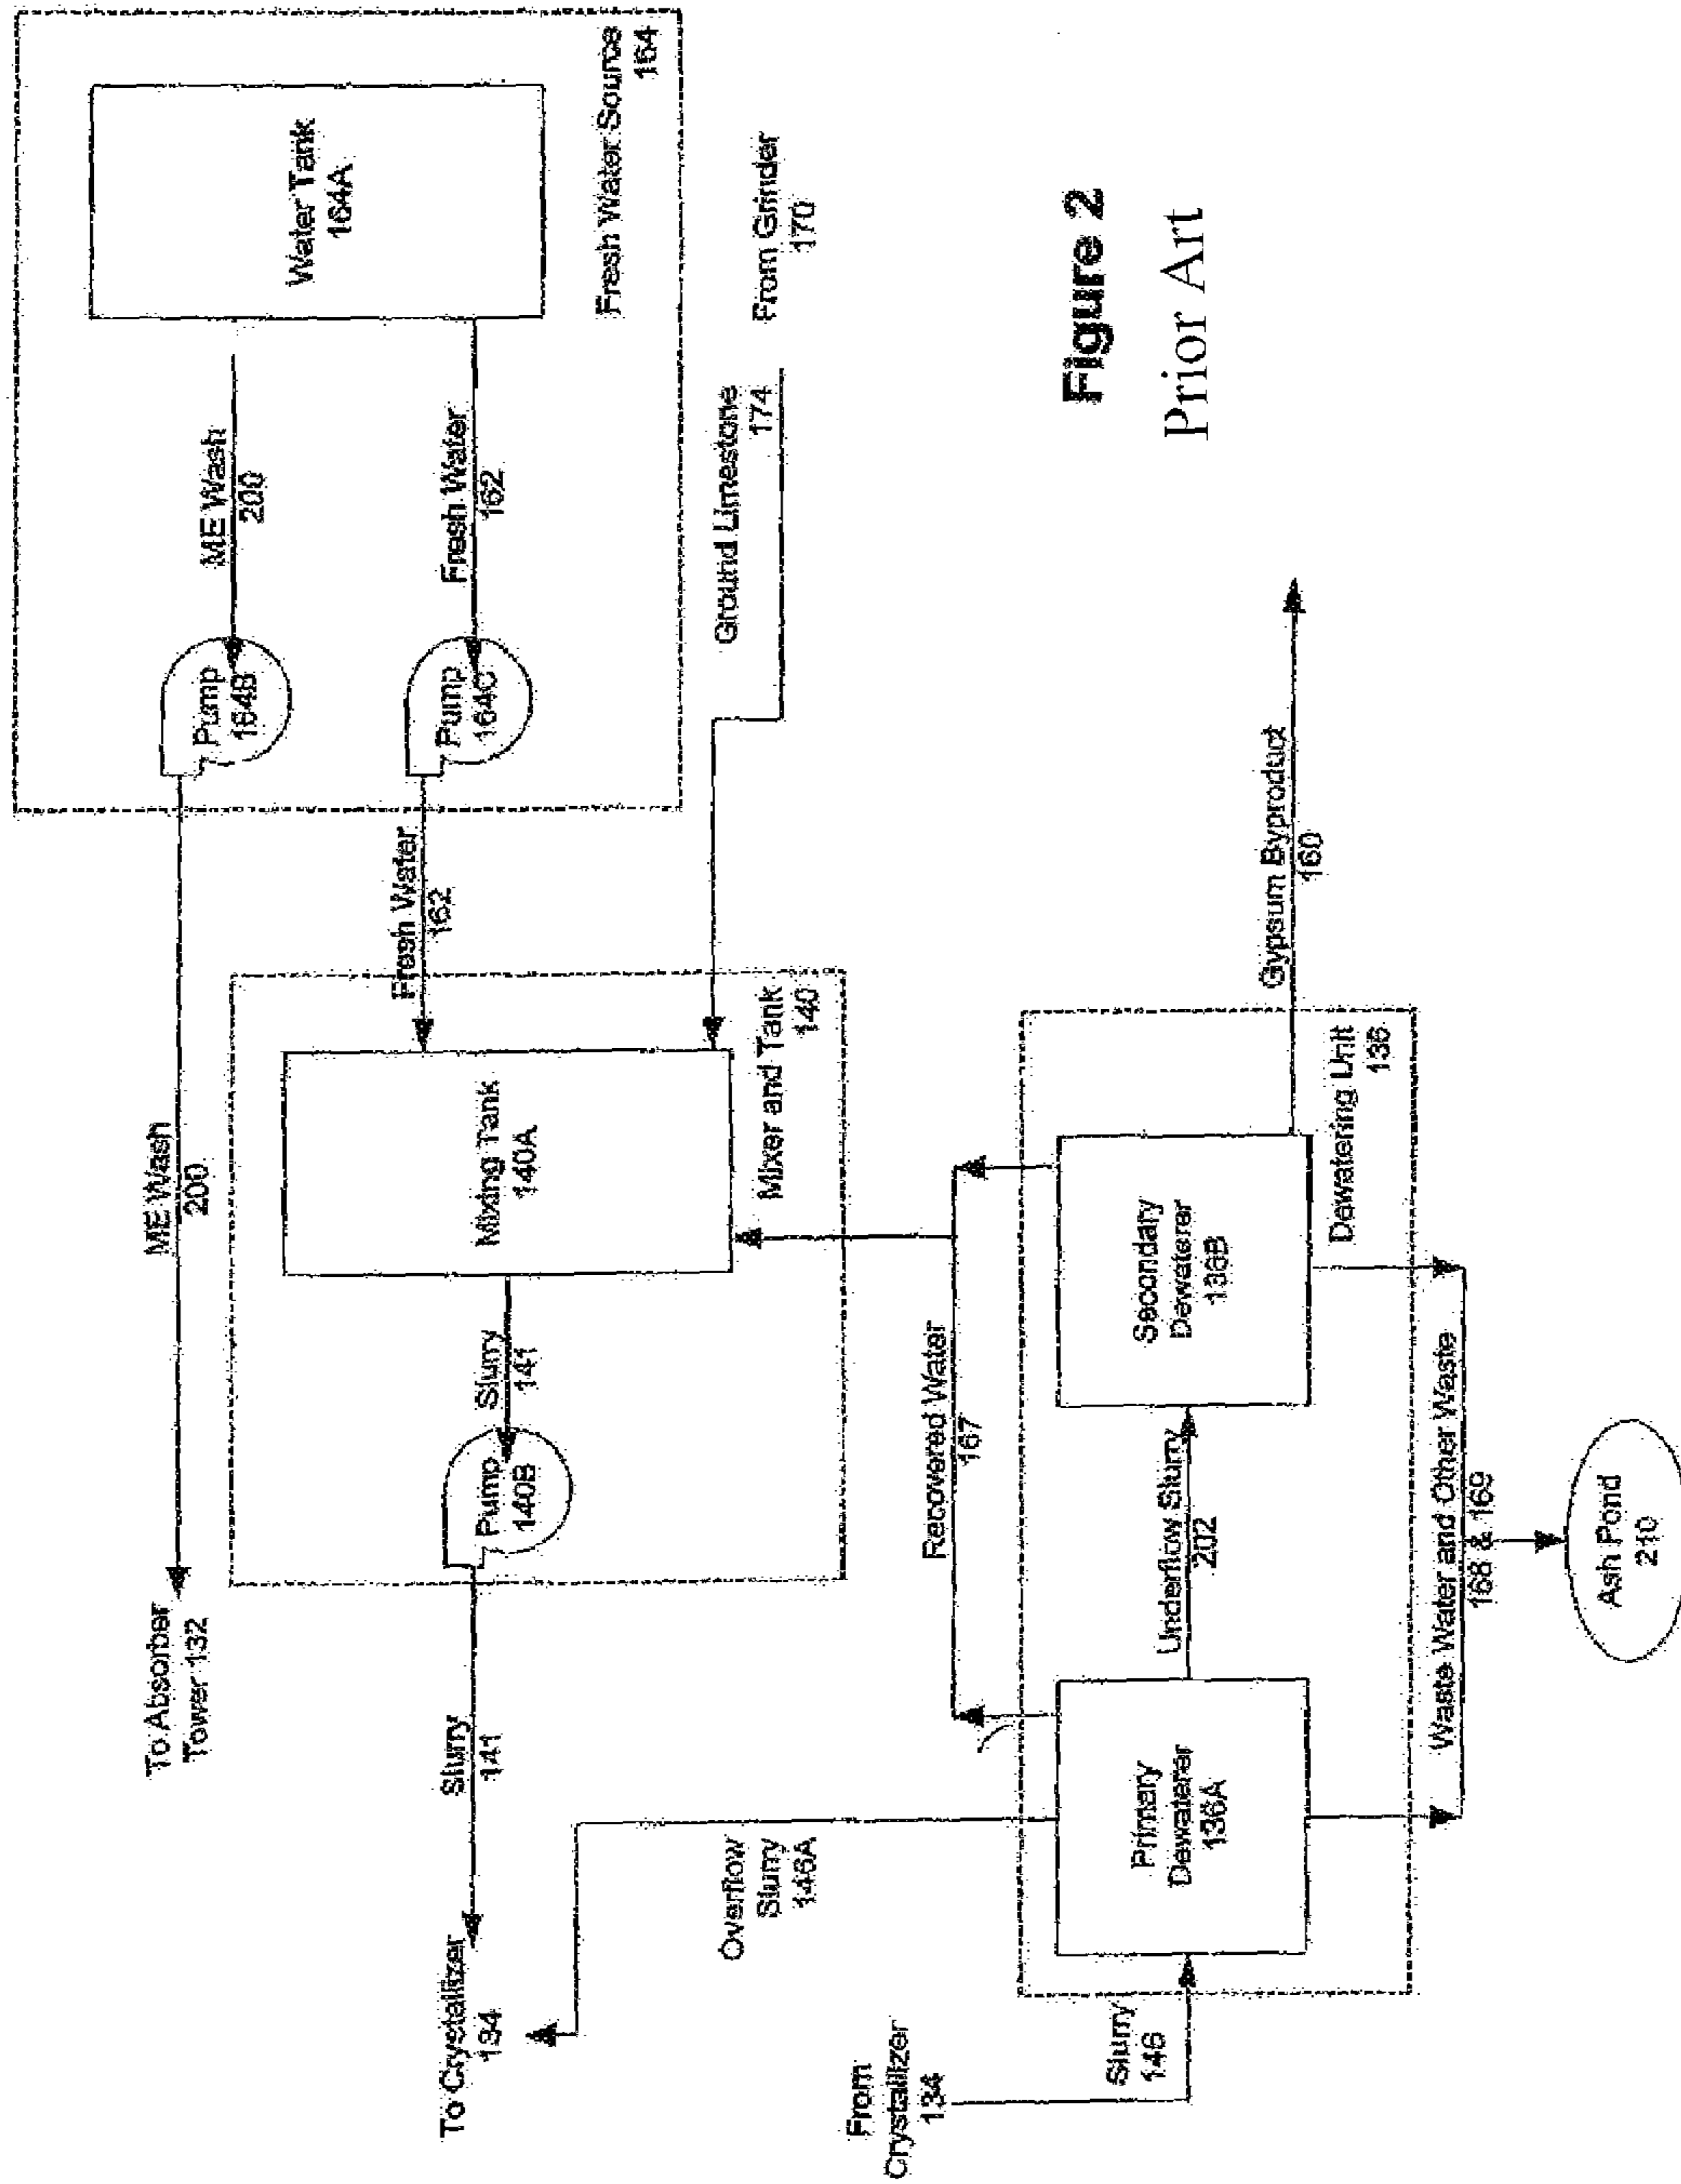 To Absorber
Tower 132
ME Wash
200
Pump
164B
ME Wash
200
Water Tank
164A
Fresh Water Source
164
To Crystallizer
134
Slurry
141
Pump
140B
Slurry
141
Mixing Tank
140A
Mixer and Tank
140
Fresh Water
162
Pump
164C
Fresh Water
162
Ground Limestone
174
From Grinder
170
Overflow
Slurry
146A
Recovered Water
167
From
Crystallizer
134
Slurry
146
Primary
Dewaterer
136A
Underflow Slurry
202
Secondary
Dewaterer
136B
Dewatering Unit
136
Gypsum Byproduct
160
Waste Water and Other Waste
168 & 169
Ash Pond
210
Figure 2
Prior Art